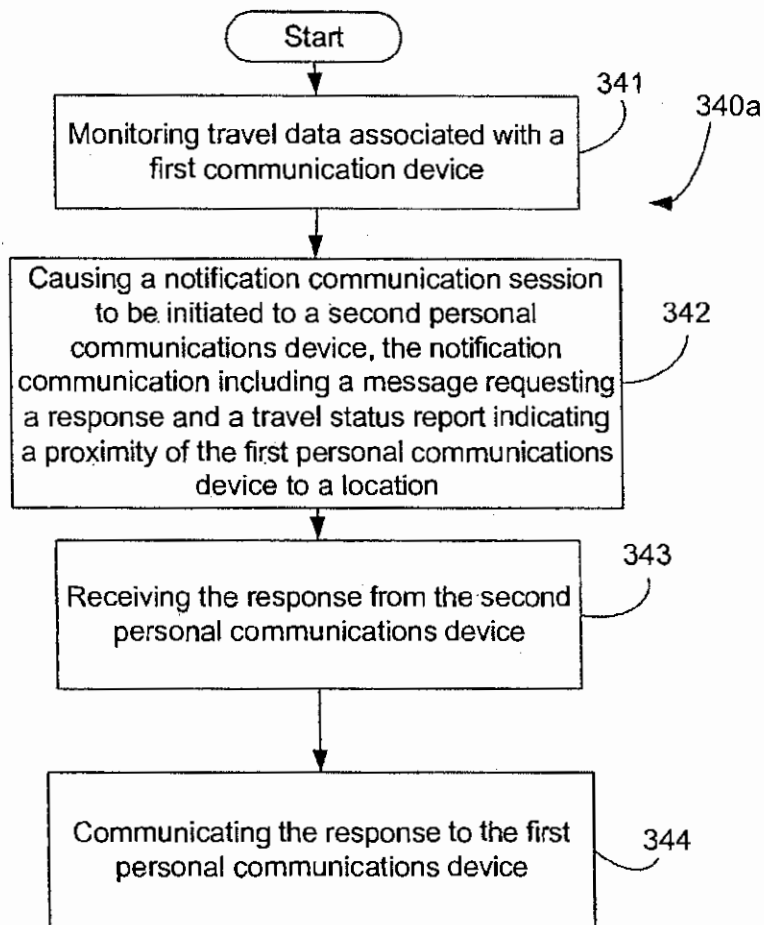 Start
341
340a
Monitoring travel data associated with a
first communication device
Causing a notification communication session
to be initiated to a second personal
communications device, the notification
communication including a message requesting
a response and a travel status report indicating
a proximity of the first personal communications
device to a location
342
343
Receiving the response from the second
personal communications device
Communicating the response to the first
personal communications device
344